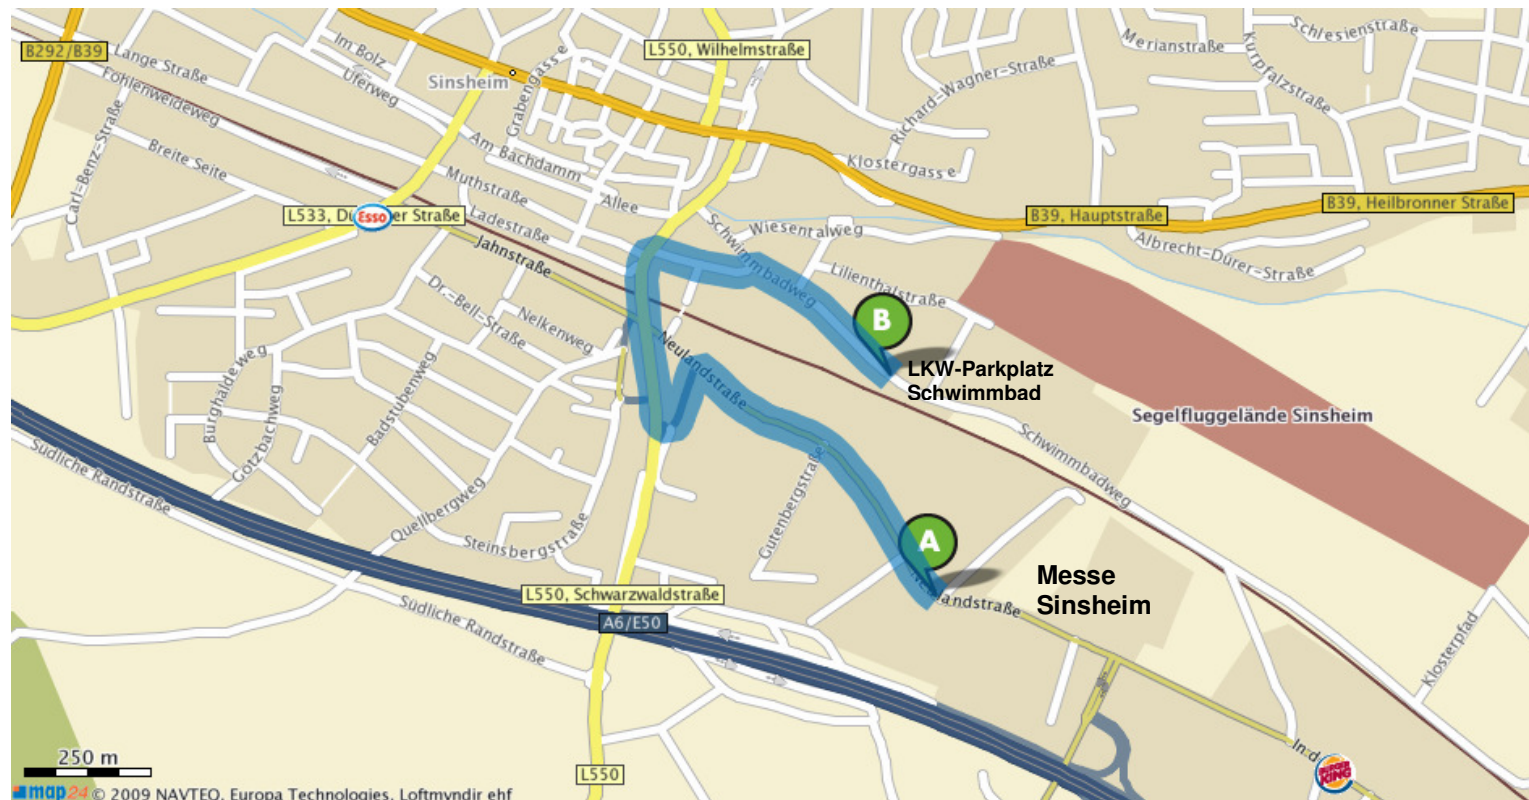 B292/B39
Lange Straße
Fohlenweideweg
Im Bolz
Uferweg
Sinsheim
Grabengasse
L550, Wilhelmstraße
Richard-Wagner-Straße
Merianstraße
Kurpfalzstraße
Schlesienstraße
Carl-Benz-Straße
Breite Seite
Am Bachdamm
Muthstraße
Allee
Ladestraße
Klostergasse
L533, Dü
er Straße
Esso
Jahnstraße
Schwimmbadweg
Wiesentalweg
B39, Hauptstraße
B39, Heilbronner Straße
Albrecht-Dürer-Straße
Lilienthalstraße
Dr.-Bell-Straße
Nelkenweg
B
LKW-Parkplatz
Schwimmbad
Neulandstraße
Burghaldeweg
Gotzbachweg
Badstubenweg
Segelfluggelände Sinsheim
Schwimmbadweg
Südliche Randstraße
Quellbergweg
Steinsbergstraße
Gutenbergstraße
A
Messe
Sinsheim
Neulandstraße
L550, Schwarzwaldstraße
A6/E50
Südliche Randstraße
Klosterpfad
250 m
L550
In d
BURGER
KING
map24 © 2009 NAVTEQ, Europa Technologies, Loftmyndir ehf